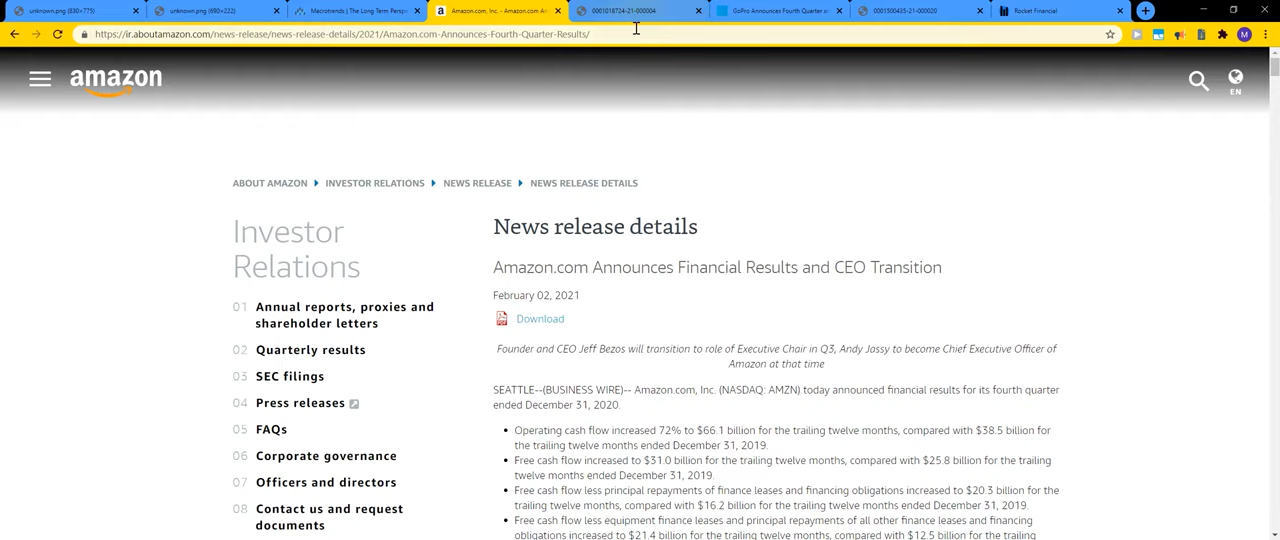 unknown.png (830×775)
unknown.png (690×222)
Macrotrends | The Long Term Persp
Amazon.com, Inc. - Amazon.com An
0001018724-21-000004
GoPro Announces Fourth Quarter a
0001500435-21-000020
Rocket Financial
https://ir.aboutamazon.com/news-release/news-release-details/2021/Amazon.com-Announces-Fourth-Quarter-Results/
M
amazon
EN
ABOUT AMAZON
INVESTOR RELATIONS
NEWS RELEASE
NEWS RELEASE DETAILS
Investor
Relations
01 Annual reports, proxies and
shareholder letters
02 Quarterly results
03 SEC filings
04 Press releases
05 FAQs
06 Corporate governance
07 Officers and directors
08 Contact us and request
documents
News release details
Amazon.com Announces Financial Results and CEO Transition
February 02, 2021
Download
Founder and CEO Jeff Bezos will transition to role of Executive Chair in Q3, Andy Jassy to become Chief Executive Officer of
Amazon at that time
SEATTLE--(BUSINESS WIRE)-- Amazon.com, Inc. (NASDAQ: AMZN) today announced financial results for its fourth quarter
ended December 31, 2020.
• Operating cash flow increased 72% to $66.1 billion for the trailing twelve months, compared with $38.5 billion for
the trailing twelve months ended December 31, 2019.
• Free cash flow increased to $31.0 billion for the trailing twelve months, compared with $25.8 billion for the trailing
twelve months ended December 31, 2019.
• Free cash flow less principal repayments of finance leases and financing obligations increased to $20.3 billion for the
trailing twelve months, compared with $16.2 billion for the trailing twelve months ended December 31, 2019.
• Free cash flow less equipment finance leases and principal repayments of all other finance leases and financing
obligations increased to $21.4 billion for the trailing twelve months, compared with $12.5 billion for the trailing